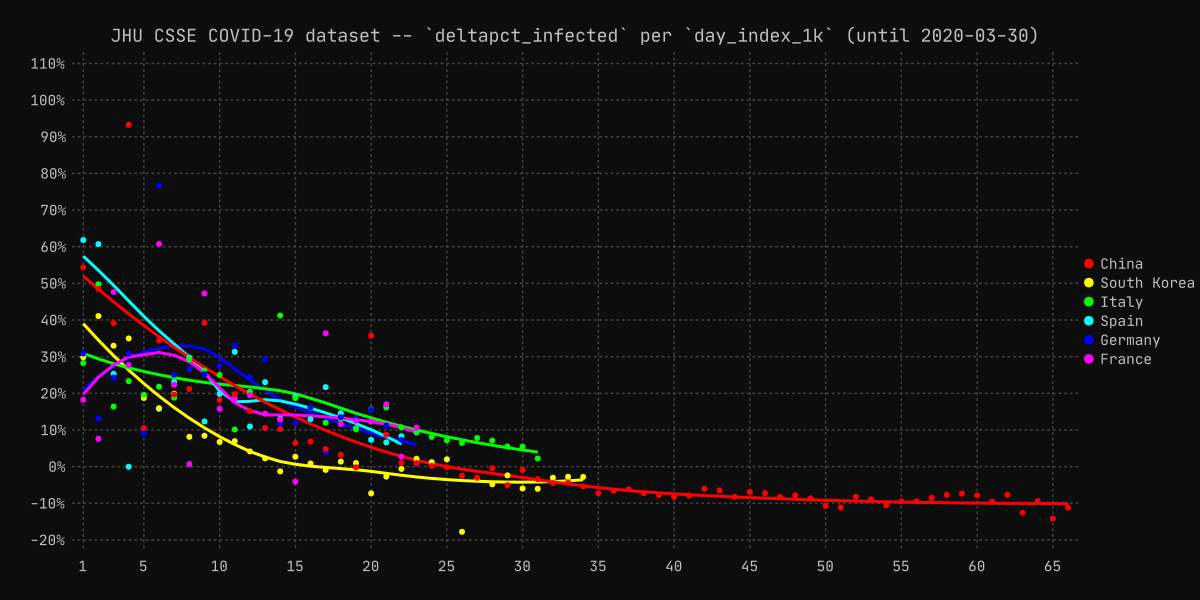 JHU CSSE COVID-19 dataset -- `deltapct_infected` per `day_index_1k` (until 2020-03-30)
110%
100%
90%
80%
70%
60%
50%
40%
30%
20%
10%
0%
-10%
-20%
1 5 10 15 20 25 30 35 40 45 50 55 60 65
China
South Korea
Italy
Spain
Germany
France